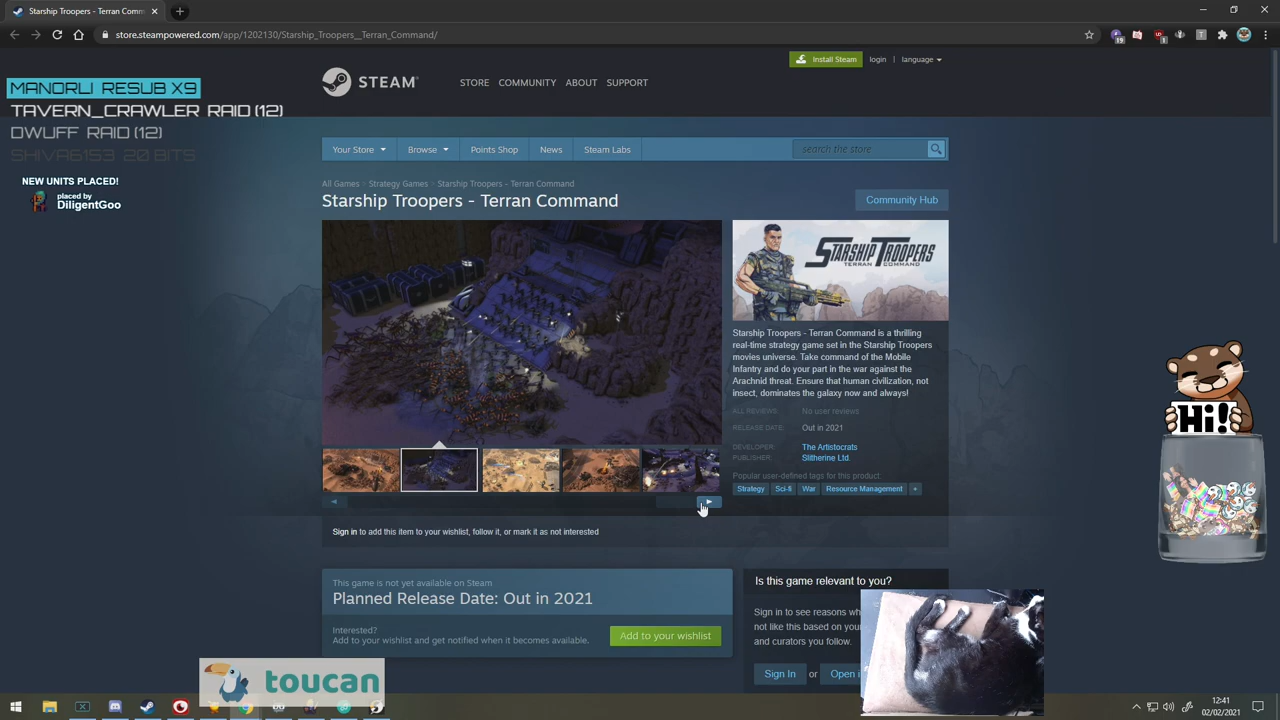 Starship Troopers - Terran Com
store.steampowered.com/app/1202130/Starship_Troopers__Terran_Command/
Install Steam
login
language
STEAM
STORE
COMMUNITY
ABOUT
SUPPORT
MANORLI RESUB X9
TAVERN_CRAWLER RAID (12)
DWUFF RAID (12)
SHIVA6153 20 BITS
NEW UNITS PLACED!
placed by
DiligentGoo
Your Store
Browse
Points Shop
News
Steam Labs
search the store
All Games > Strategy Games > Starship Troopers - Terran Command
Starship Troopers - Terran Command
Community Hub
STARSHIP TROOPERS
TERRAN COMMAND
Starship Troopers - Terran Command is a thrilling
real-time strategy game set in the Starship Troopers
movies universe. Take command of the Mobile
Infantry and do your part in the war against the
Arachnid threat. Ensure that human civilization, not
insect, dominates the galaxy now and always!
ALL REVIEWS: No user reviews
RELEASE DATE: Out in 2021
DEVELOPER: The Artistocrats
PUBLISHER: Slitherine Ltd.
Popular user-defined tags for this product:
Strategy
Sci-fi
War
Resource Management
+
Hi!
Sign in to add this item to your wishlist, follow it, or mark it as not interested
This game is not yet available on Steam
Planned Release Date: Out in 2021
Interested?
Add to your wishlist and get notified when it becomes available.
Add to your wishlist
Is this game relevant to you?
Sign in to see reasons wh
not like this based on your
and curators you follow.
Sign In
or
Open i
toucan
12:41
02/02/2021